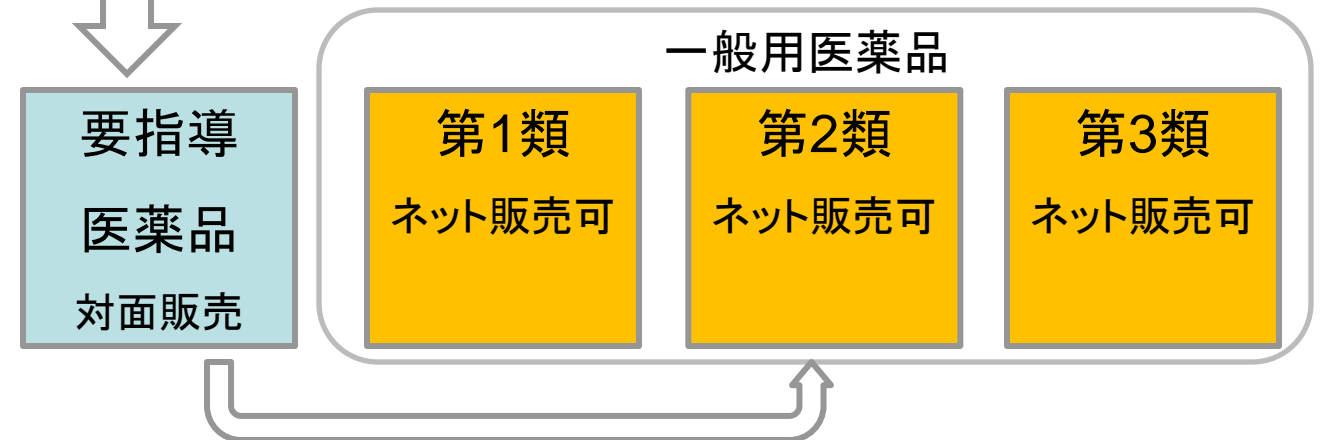 一般用医薬品
要指導
医薬品
対面販売
第1類
ネット販売可
第2類
ネット販売可
第3類
ネット販売可